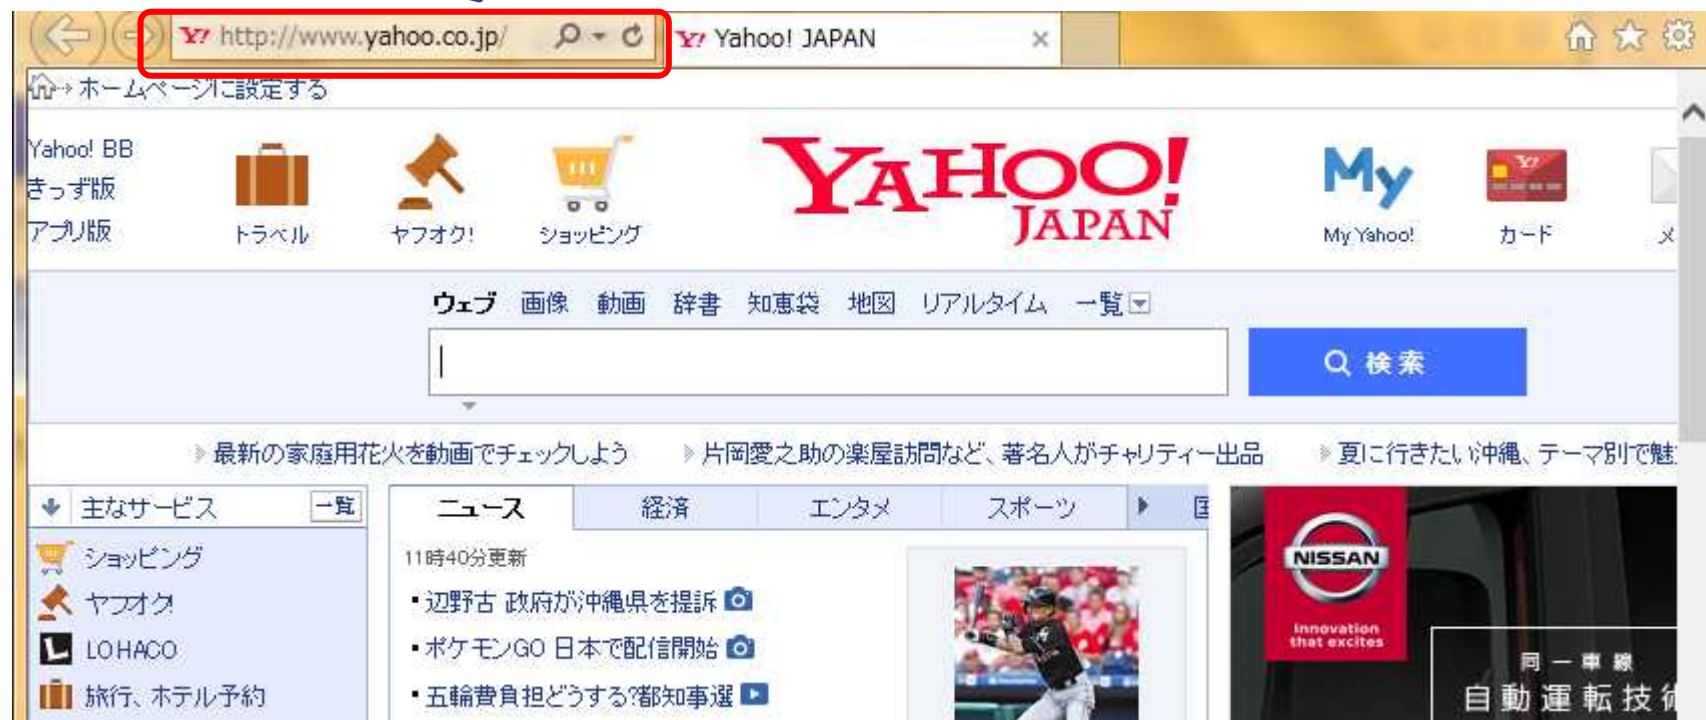 http://www.yahoo.co.jp/
Yahoo! JAPAN
ホームページに設定する
Yahoo! BB
きっず版
アプリ版
トラベル
ヤフオク!
ショッピング
YAHOO!
JAPAN
My
My Yahoo!
カード
メ
ウェブ 画像 動画 辞書 知恵袋 地図 リアルタイム 一覧
検索
最新の家庭用花火を動画でチェックしよう
片岡愛之助の楽屋訪問など、著名人がチャリティー出品
夏に行きたい沖縄、テーマ別で魅
主なサービス 一覧
ショッピング
ヤフオク!
LOHACO
旅行、ホテル予約
ニュース 経済 エンタメ スポーツ
11時40分更新
辺野古 政府が沖縄県を提訴
ポケモンGO 日本で配信開始
五輪費負担どうする?都知事選
NISSAN
Innovation
that excites
同一車線
自動運転技術